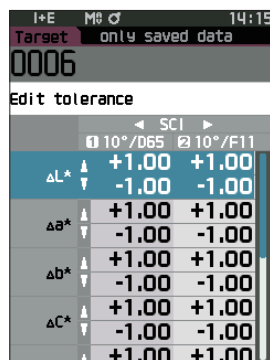 I+E M 14:15
Target only saved data
0006
Edit tolerance
◄ SCI ►
1 10°/D65 2 10°/F11
ΔL* +1.00 +1.00
-1.00 -1.00
Δa* +1.00 +1.00
-1.00 -1.00
Δb* +1.00 +1.00
-1.00 -1.00
ΔC* +1.00 +1.00
-1.00 -1.00
+1.00 +1.00